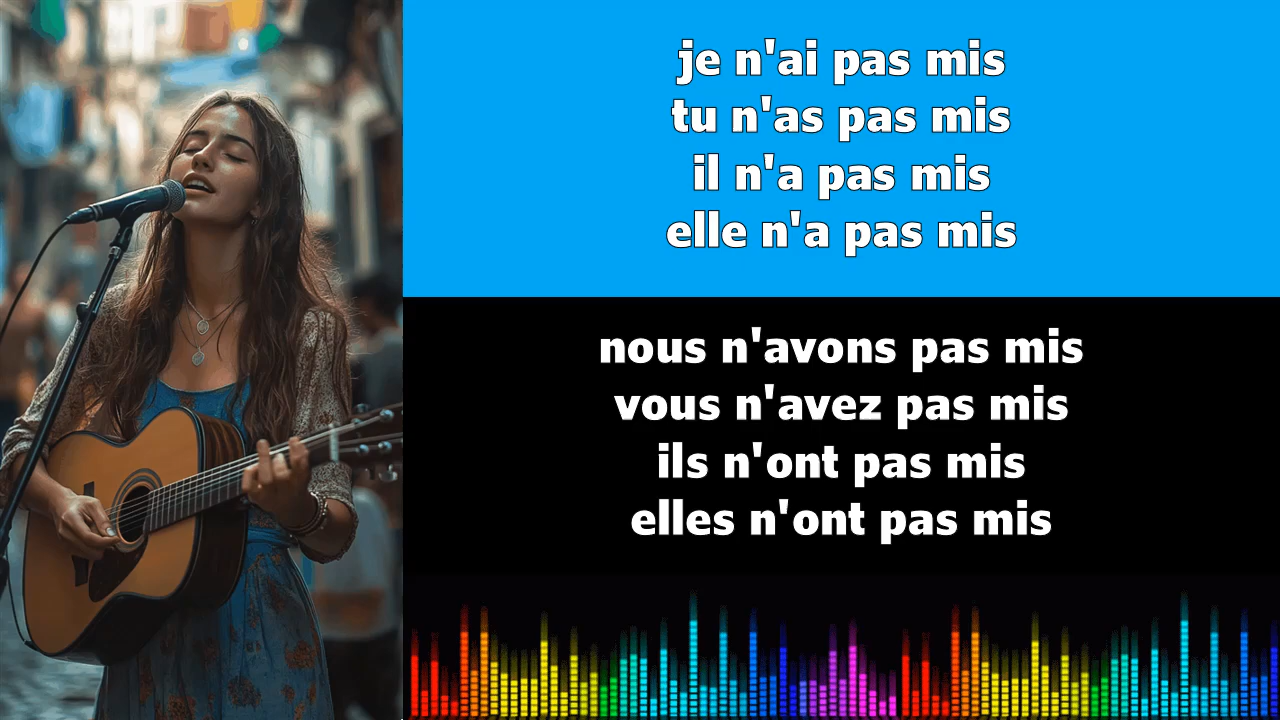 je n'ai pas mis
tu n'as pas mis
il n'a pas mis
elle n'a pas mis
nous n'avons pas mis
vous n'avez pas mis
ils n'ont pas mis
elles n'ont pas mis